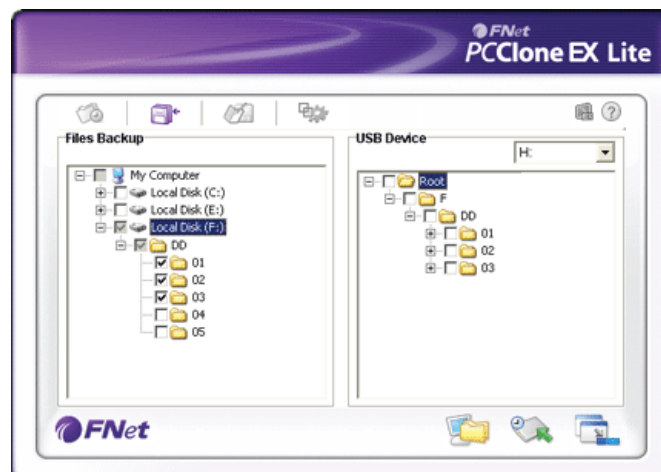 FNet
PCClone EX Lite
Files Backup
My Computer
Local Disk (C:)
Local Disk (E:)
Local Disk (F:)
DD
01
02
03
04
05
USB Device
H:
Root
F
DD
01
02
03
FNet